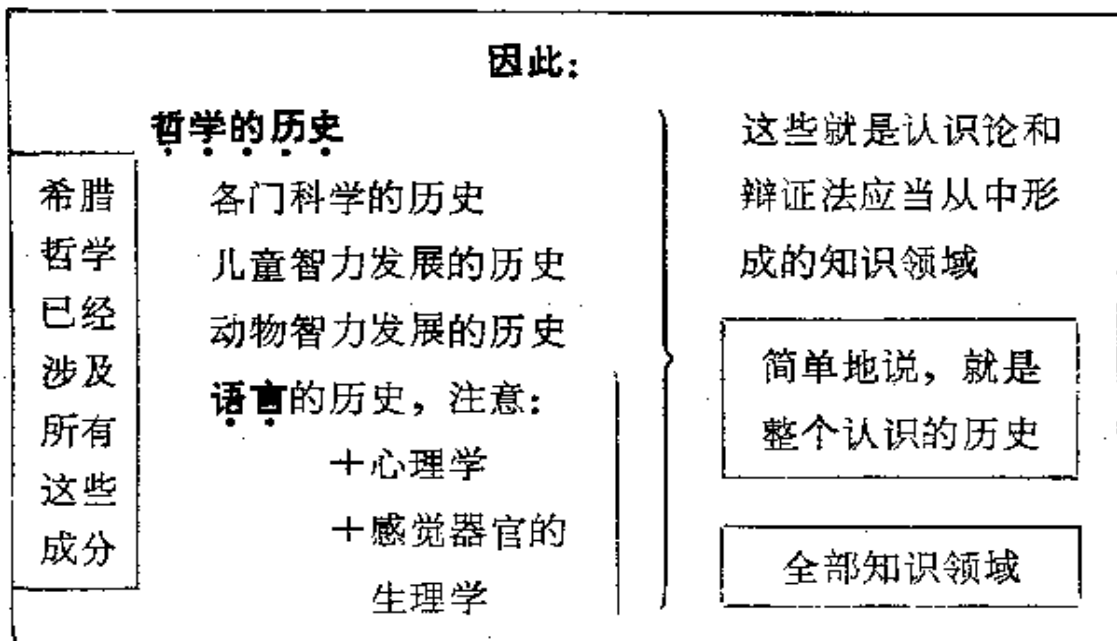 因此:
哲学的历史
各门科学的历史
儿童智力发展的历史
动物智力发展的历史
语言的历史,注意:
+心理学
+感觉器官的
生理学
希腊
哲学
已经
涉及
所有
这些
成分
这些就是认识论和
辩证法应当从中形
成的知识领域
简单地说,就是
整个认识的历史
全部知识领域